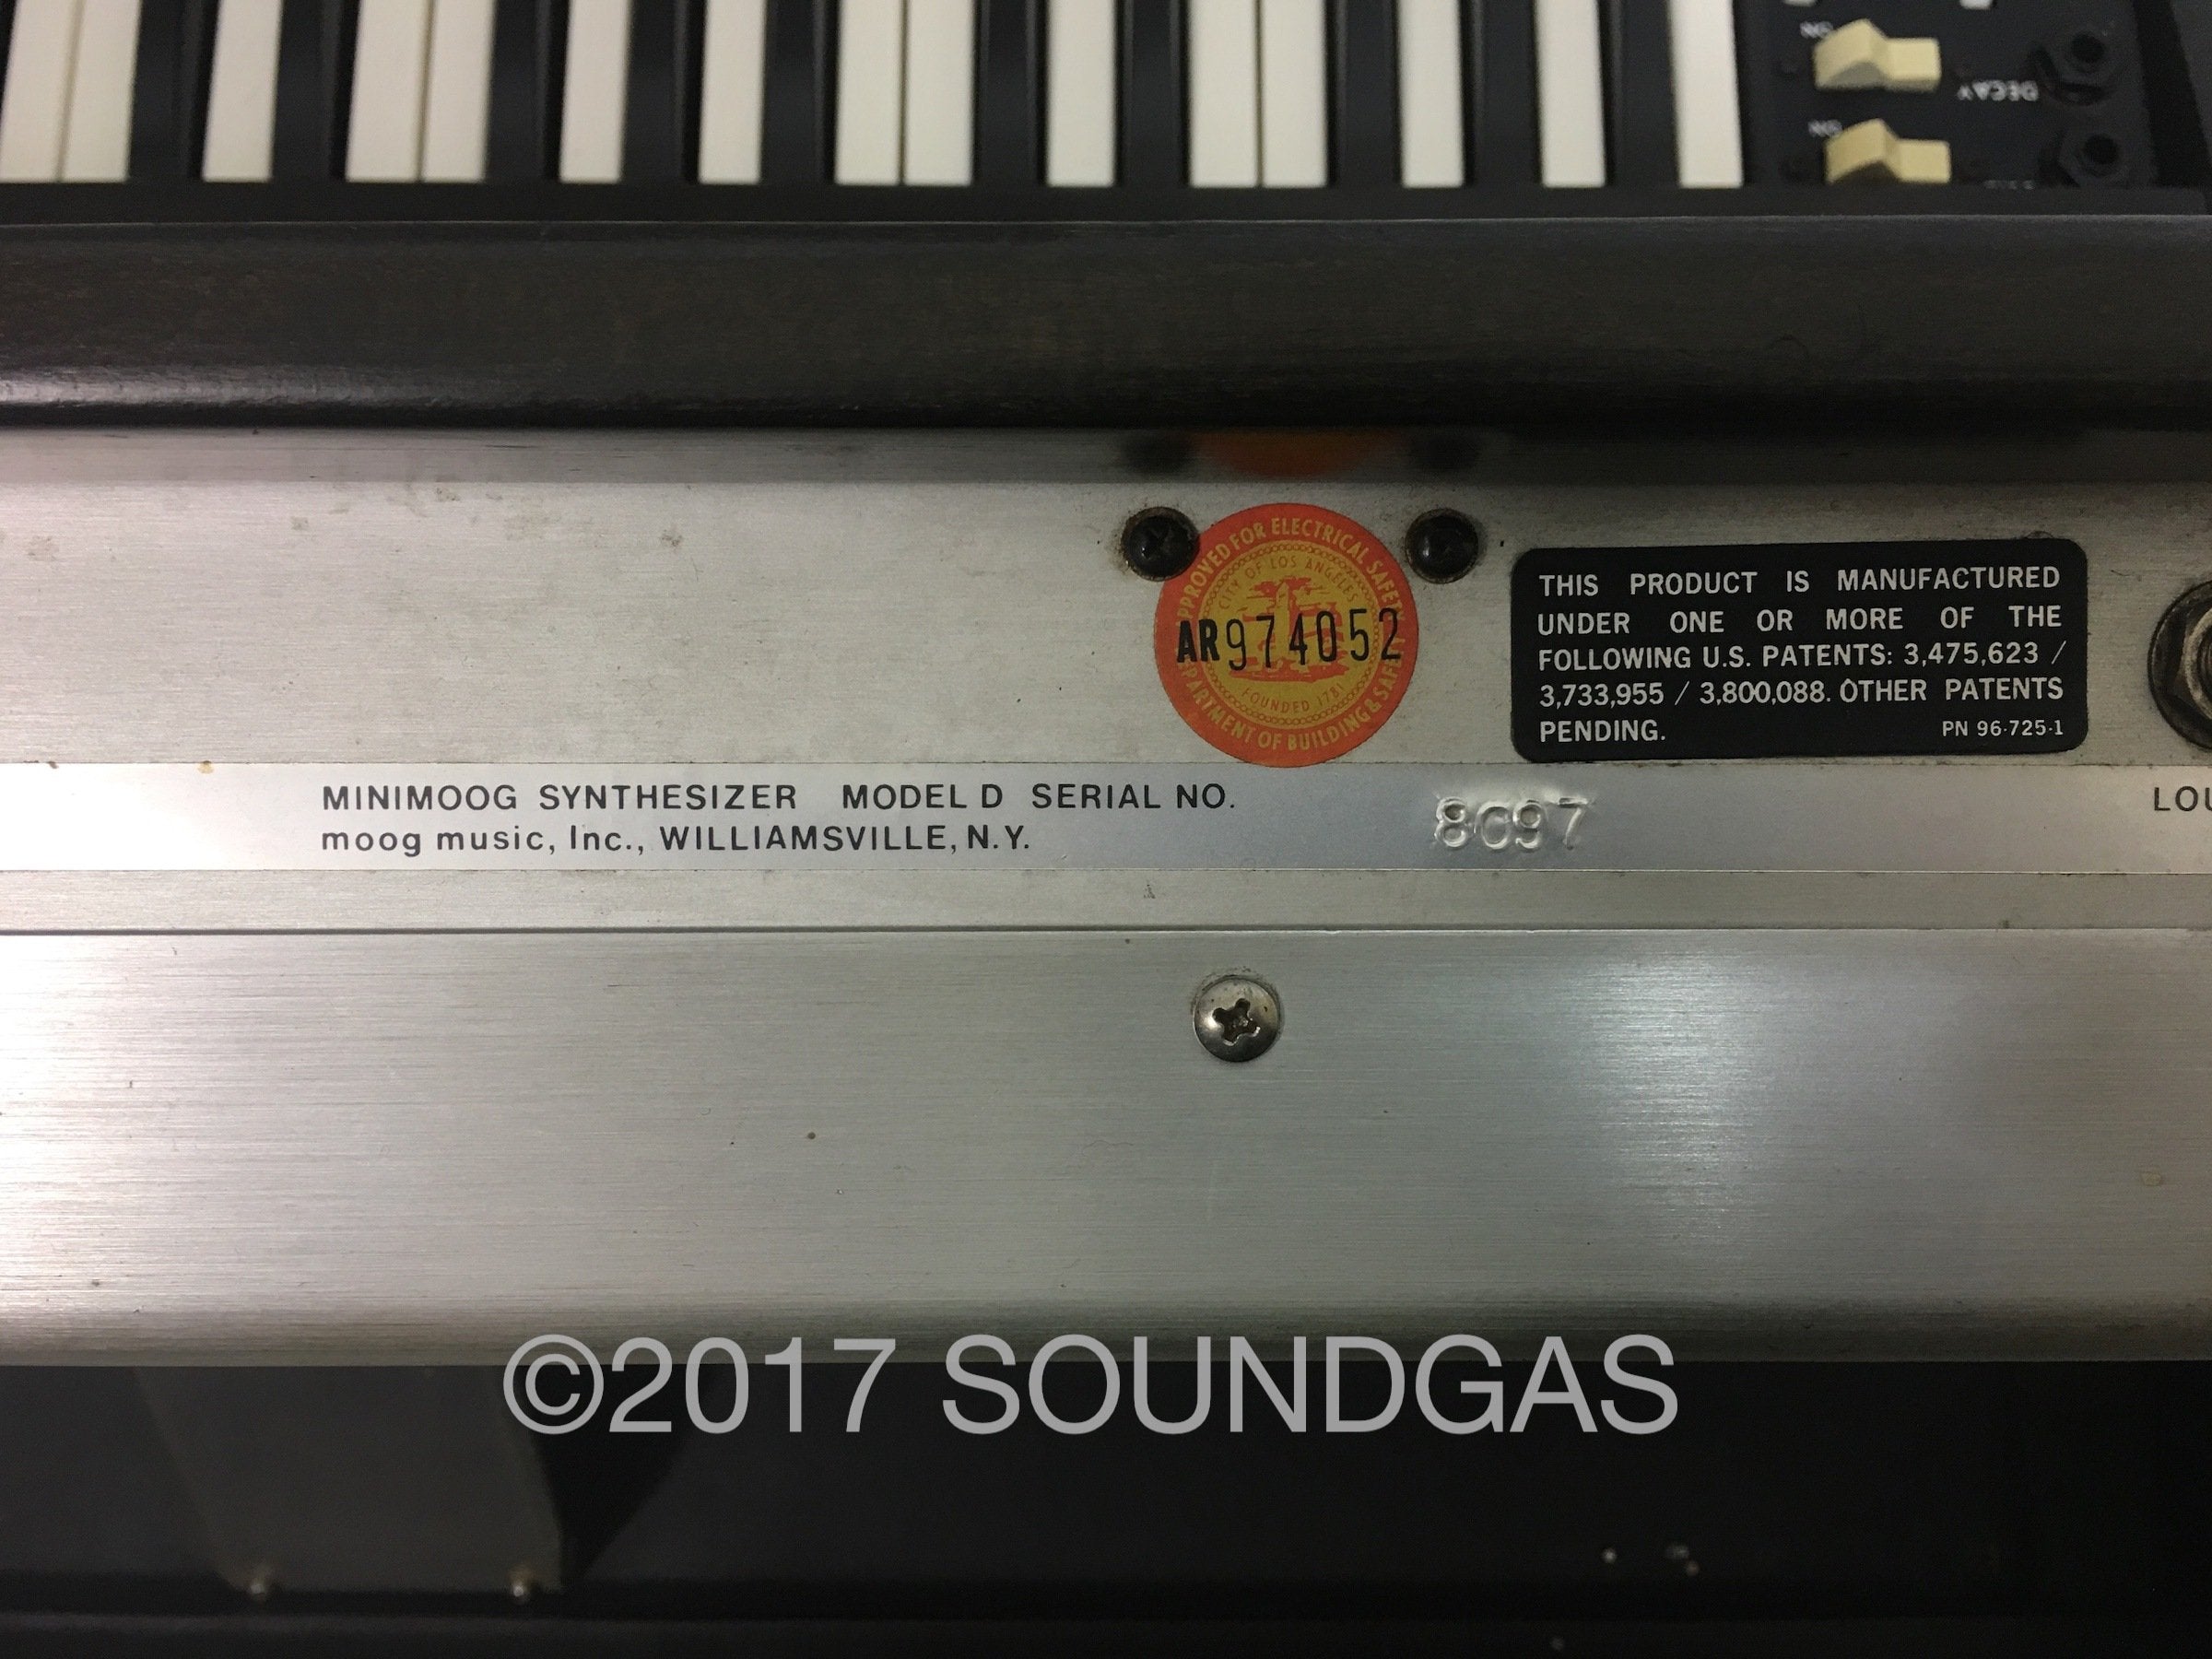 ON
DECAY
ON
APPROVED FOR ELECTRICAL SAFETY
CITY OF LOS ANGELES
AR974052
FOUNDED 1781
DEPARTMENT OF BUILDING & SAFETY
THIS PRODUCT IS MANUFACTURED
UNDER ONE OR MORE OF THE
FOLLOWING U.S. PATENTS: 3,475,623 /
3,733,955 / 3,800,088. OTHER PATENTS
PENDING. PN 96-725-1
MINIMOOG SYNTHESIZER MODEL D SERIAL NO. 8097
moog music, Inc., WILLIAMSVILLE, N.Y.
LOU
©2017 SOUNDGAS